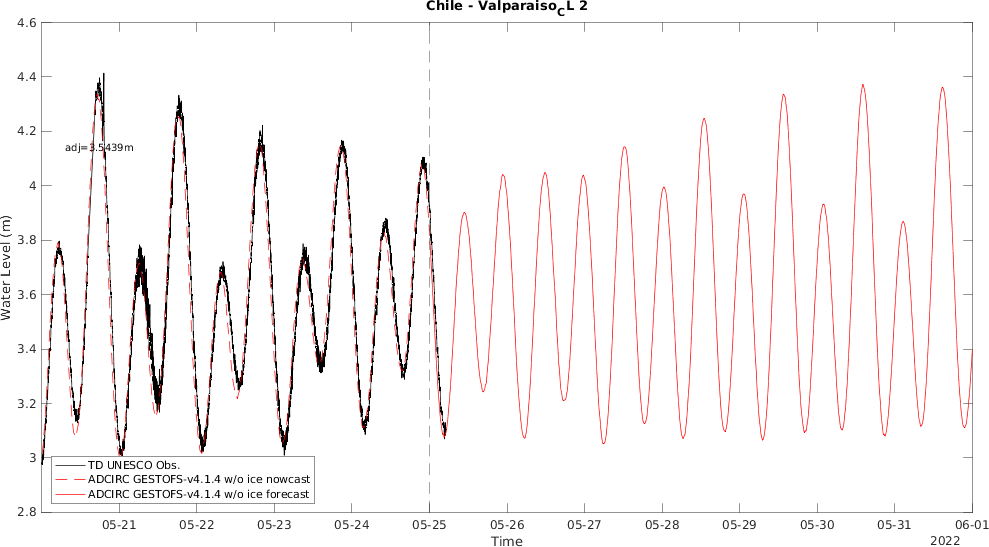 Chile - Valparaiso_CL 2
4.6
4.4
4.2
4
3.8
3.6
3.4
3.2
3
2.8
Water Level (m)
adj=3.5439m
TD UNESCO Obs.
ADCIRC GESTOFS-v4.1.4 w/o ice nowcast
ADCIRC GESTOFS-v4.1.4 w/o ice forecast
05-21 05-22 05-23 05-24 05-25 05-26 05-27 05-28 05-29 05-30 05-31 06-01
Time
2022